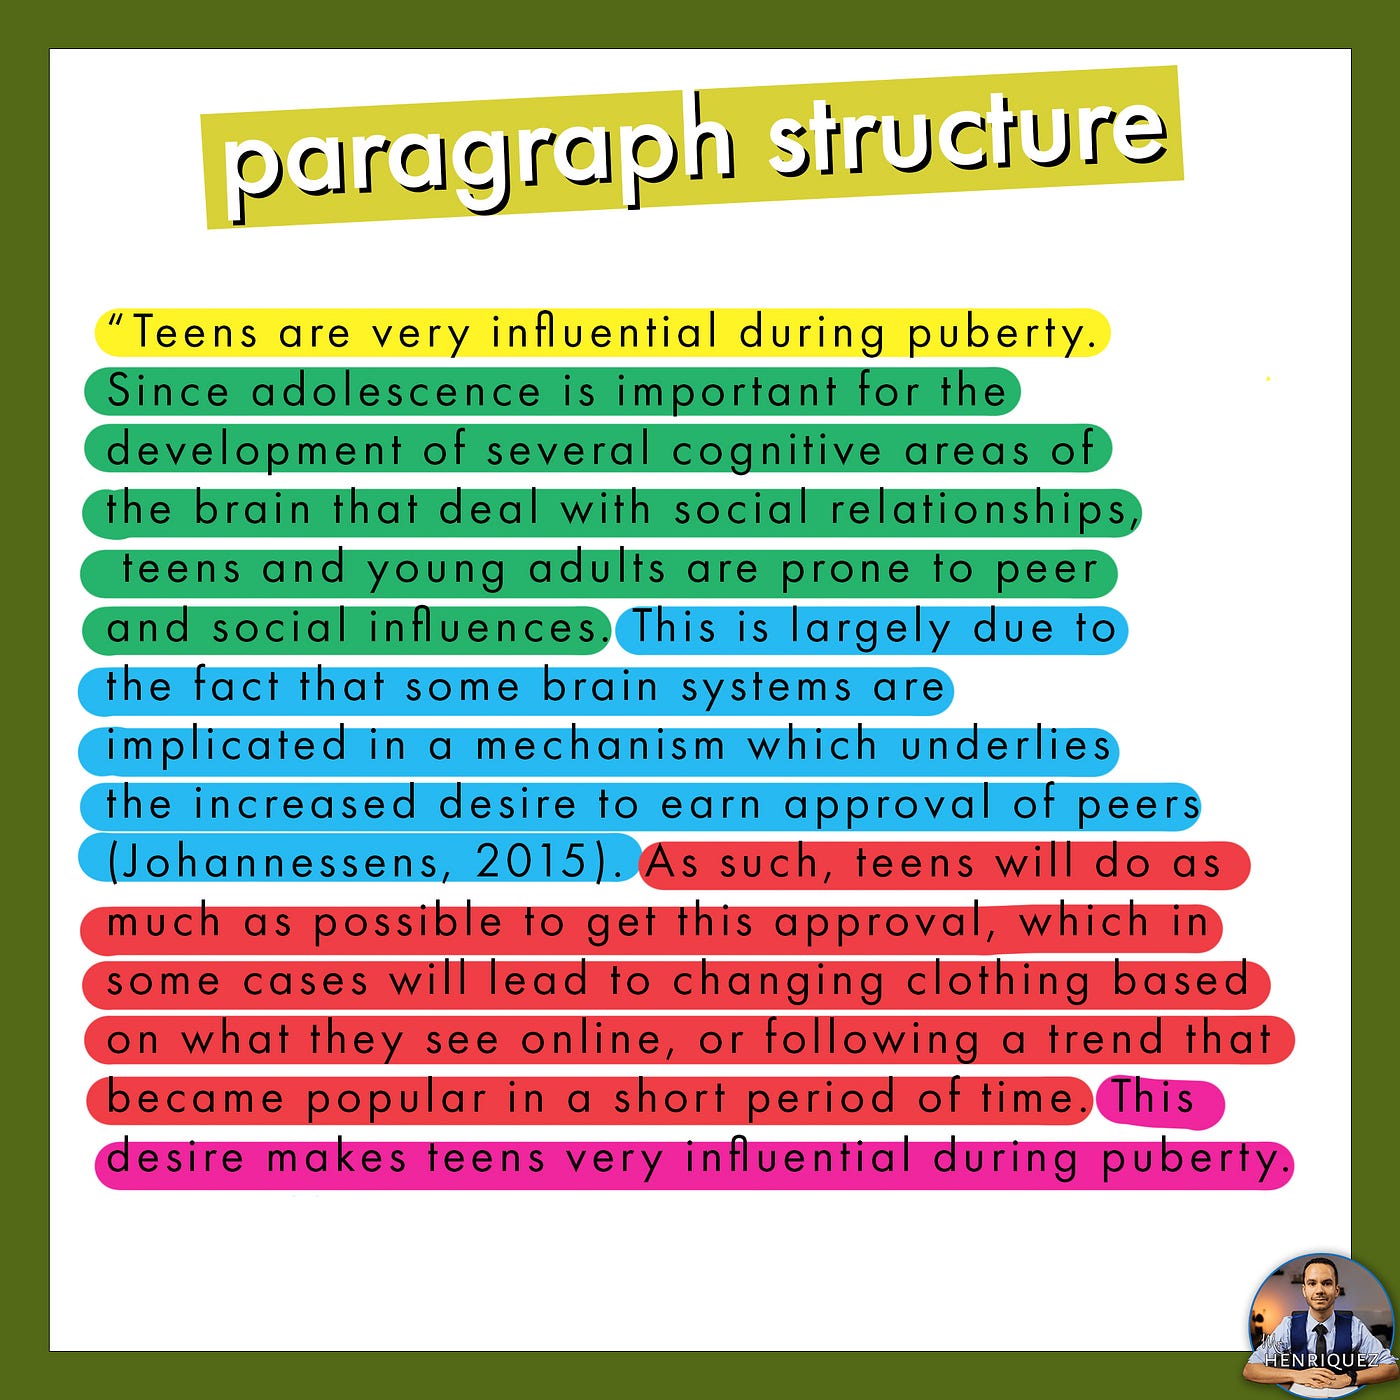 paragraph structure
“Teens are very influential during puberty.
Since adolescence is important for the
development of several cognitive areas of
the brain that deal with social relationships,
teens and young adults are prone to peer
and social influences. This is largely due to
the fact that some brain systems are
implicated in a mechanism which underlies
the increased desire to earn approval of peers
(Johannessens, 2015). As such, teens will do as
much as possible to get this approval, which in
some cases will lead to changing clothing based
on what they see online, or following a trend that
became popular in a short period of time. This
desire makes teens very influential during puberty.
HENRIQUEZ